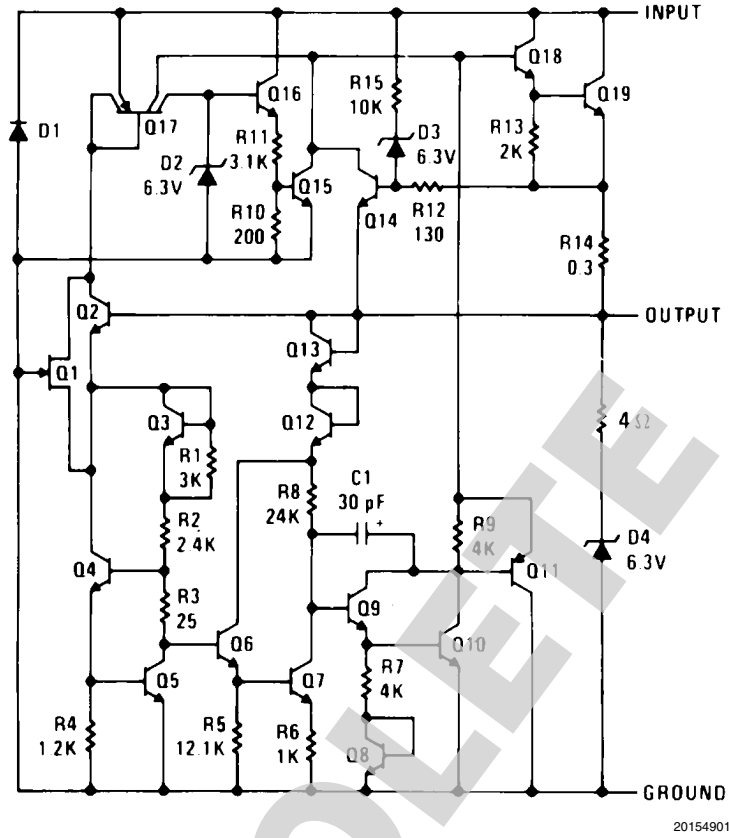 INPUT
Q18
Q16
R15
10K
Q19
D1
Q17
R11
3.1K
D3
6.3V
R13
2K
D2
6.3V
Q15
R10
200
Q14
R12
130
R14
0.3
Q2
OUTPUT
Q13
Q1
Q3
Q12
4Ω
R1
3K
C1
30 pF
+
R8
24K
R9
4K
R2
2.4K
D4
6.3V
Q4
Q11
R3
25
Q9
Q6
Q10
Q5
Q7
R7
4K
R4
1.2K
R5
12.1K
R6
1K
Q8
GROUND
OLETE
20154901